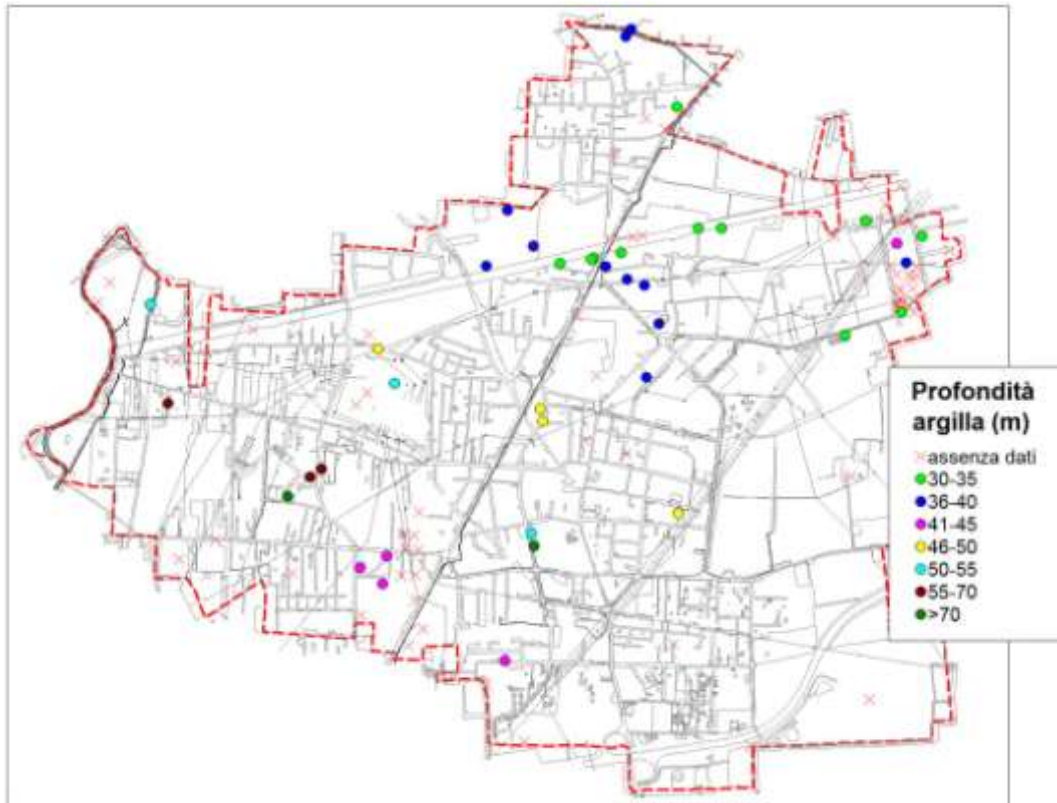 Profondità
argilla (m)
assenza dati
30-35
36-40
41-45
46-50
50-55
55-70
>70